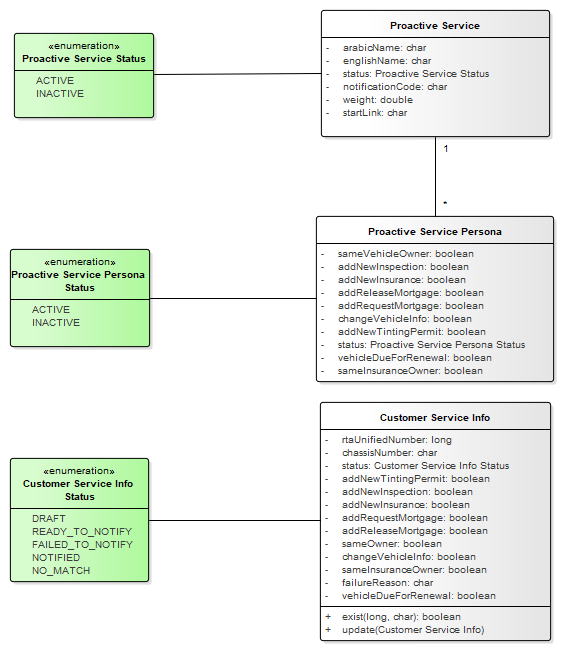 «enumeration»
Proactive Service Status
ACTIVE
INACTIVE
Proactive Service
- arabicName: char
- englishName: char
- status: Proactive Service Status
- notificationCode: char
- weight: double
- startLink: char
1
*
«enumeration»
Proactive Service Persona
Status
ACTIVE
INACTIVE
Proactive Service Persona
- sameVehicleOwner: boolean
- addNewInspection: boolean
- addNewInsurance: boolean
- addReleaseMortgage: boolean
- addRequestMortgage: boolean
- changeVehicleInfo: boolean
- addNewTintingPermit: boolean
- status: Proactive Service Persona Status
- vehicleDueForRenewal: boolean
- sameInsuranceOwner: boolean
«enumeration»
Customer Service Info
Status
DRAFT
READY_TO_NOTIFY
FAILED_TO_NOTIFY
NOTIFIED
NO_MATCH
Customer Service Info
- rtaUnifiedNumber: long
- chassisNumber: char
- status: Customer Service Info Status
- addNewTintingPermit: boolean
- addNewInspection: boolean
- addNewInsurance: boolean
- addRequestMortgage: boolean
- addReleaseMortgage: boolean
- sameOwner: boolean
- changeVehicleInfo: boolean
- sameInsuranceOwner: boolean
- failureReason: char
- vehicleDueForRenewal: boolean
+ exist(long, char): boolean
+ update(Customer Service Info)